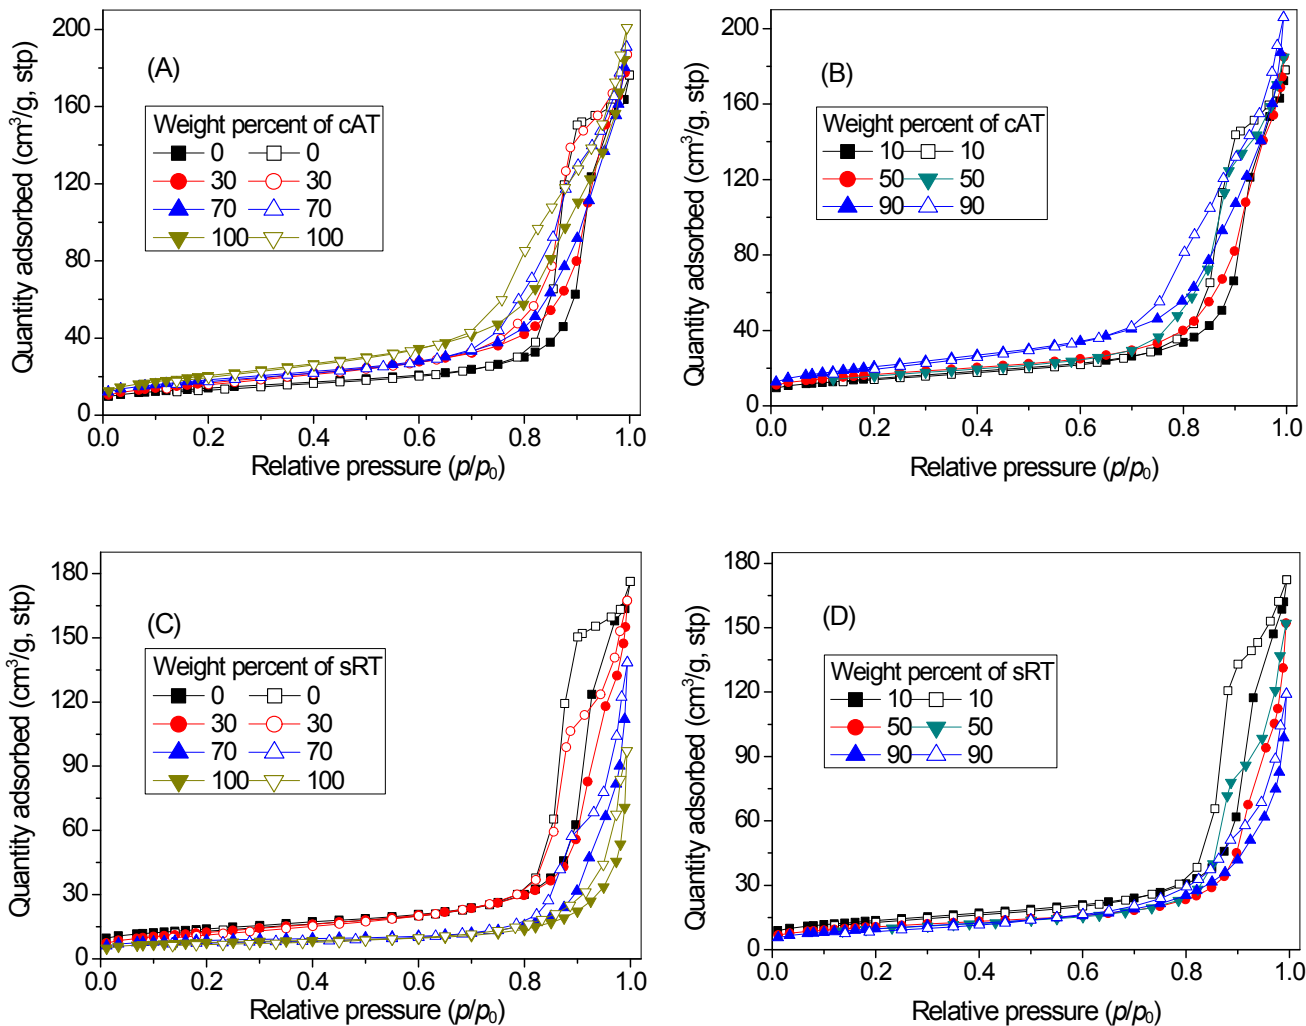 (A)
Quantity adsorbed (cm³/g, stp)
200
160
120
80
40
0
Weight percent of cAT
0 0
30 30
70 70
100 100
0.0 0.2 0.4 0.6 0.8 1.0
Relative pressure (p/p₀)
(B)
Quantity adsorbed (cm³/g, stp)
200
160
120
80
40
0
Weight percent of cAT
10 10
50 50
90 90
0.0 0.2 0.4 0.6 0.8 1.0
Relative pressure (p/p₀)
(C)
Quantity adsorbed (cm³/g, stp)
180
150
120
90
60
30
0
Weight percent of sRT
0 0
30 30
70 70
100 100
0.0 0.2 0.4 0.6 0.8 1.0
Relative pressure (p/p₀)
(D)
Quantity adsorbed (cm³/g, stp)
180
150
120
90
60
30
0
Weight percent of sRT
10 10
50 50
90 90
0.0 0.2 0.4 0.6 0.8 1.0
Relative pressure (p/p₀)